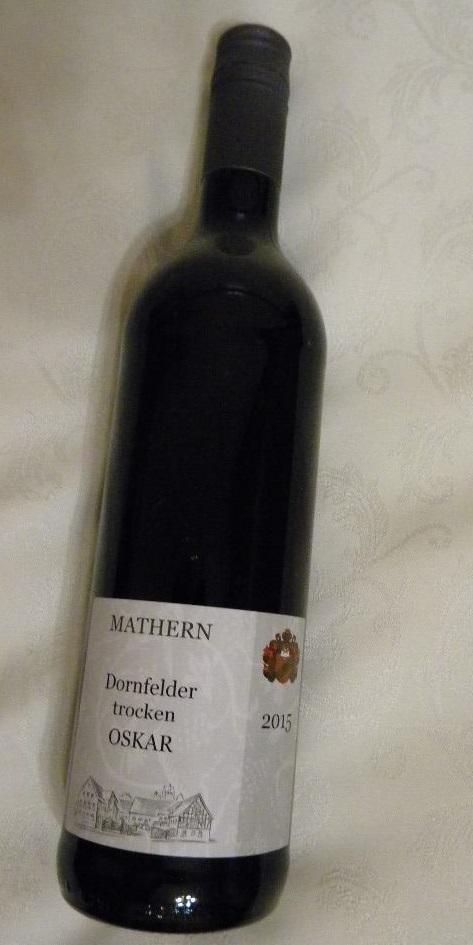 MATHERN
Dornfelder
trocken
OSKAR
2015